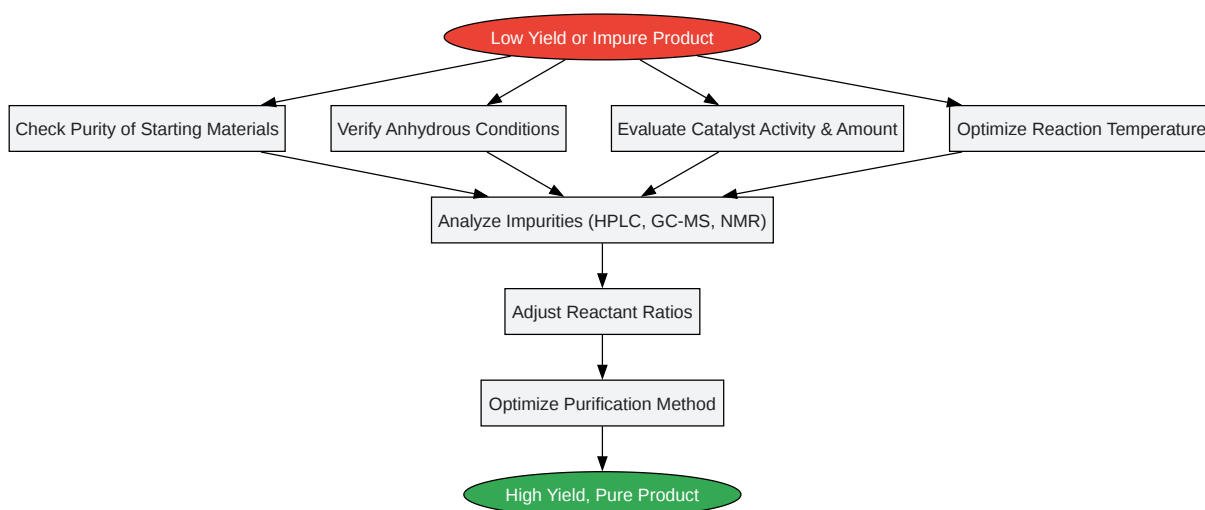 Low Yield or Impure Product
Check Purity of Starting Materials
Verify Anhydrous Conditions
Evaluate Catalyst Activity & Amount
Optimize Reaction Temperature
Analyze Impurities (HPLC, GC-MS, NMR)
Adjust Reactant Ratios
Optimize Purification Method
High Yield, Pure Product